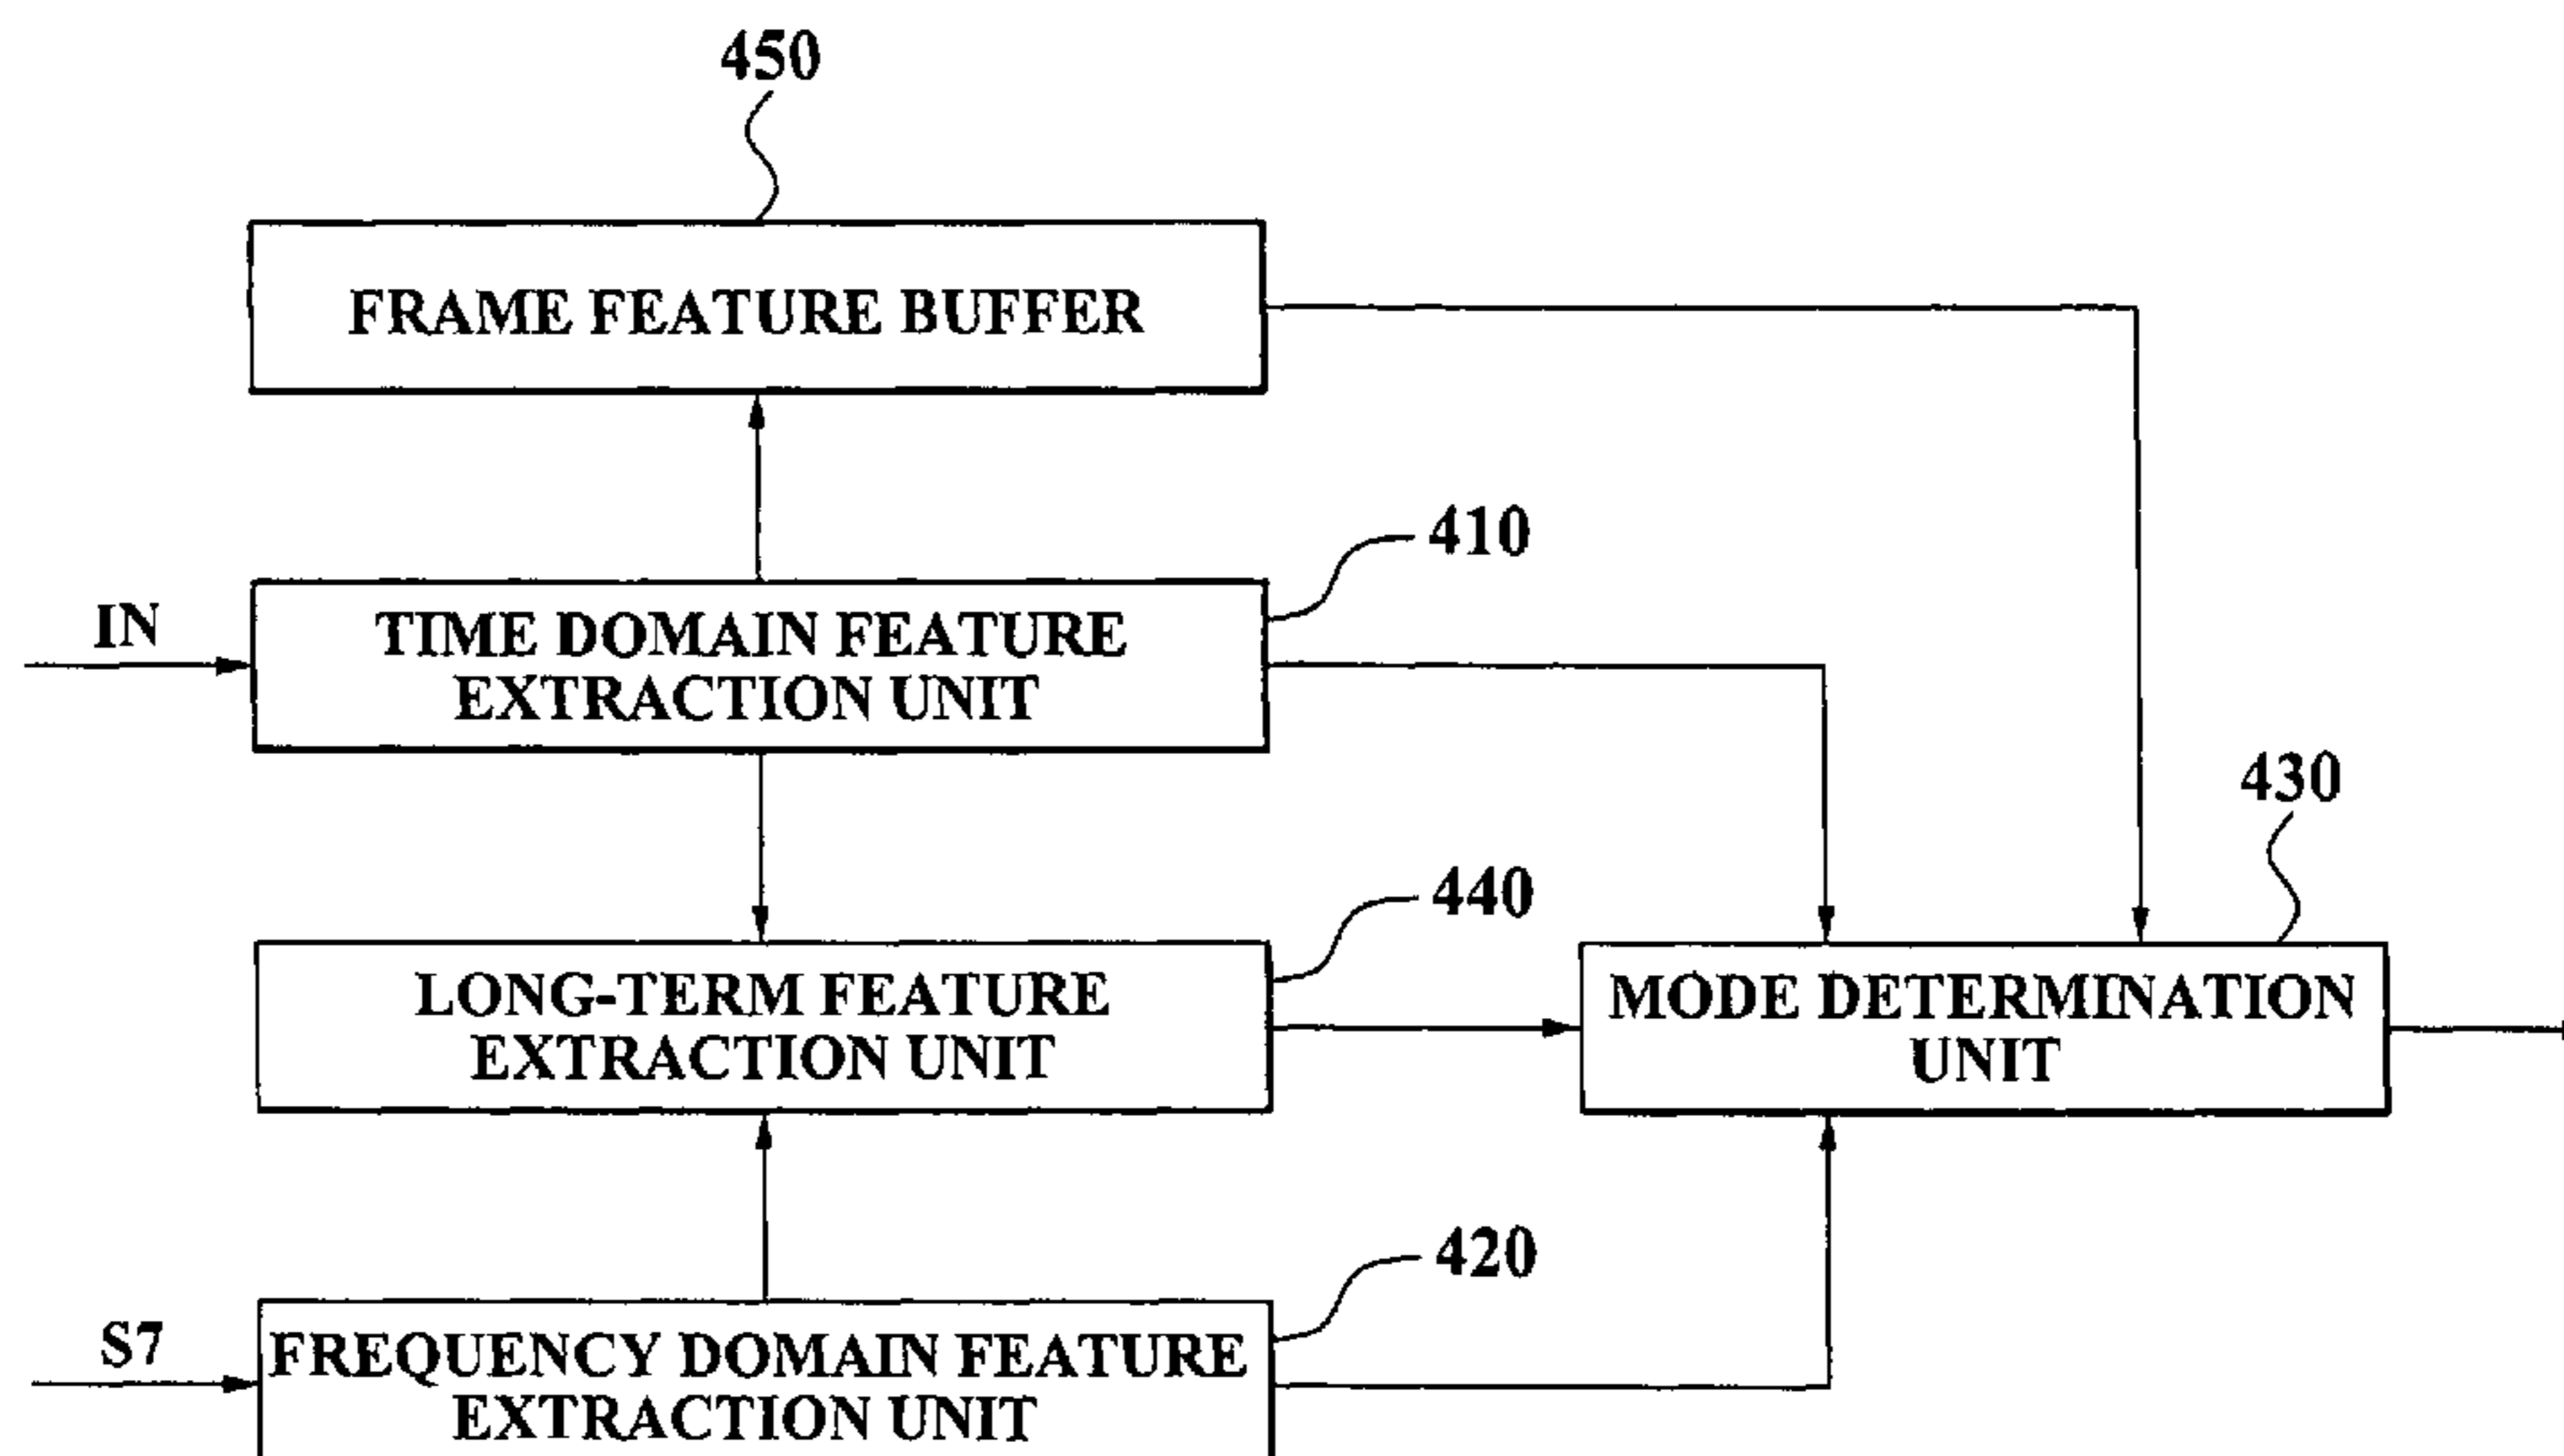 450
FRAME FEATURE BUFFER
410
IN
TIME DOMAIN FEATURE
EXTRACTION UNIT
430
440
LONG-TERM FEATURE
EXTRACTION UNIT
MODE DETERMINATION
UNIT
420
S7
FREQUENCY DOMAIN FEATURE
EXTRACTION UNIT